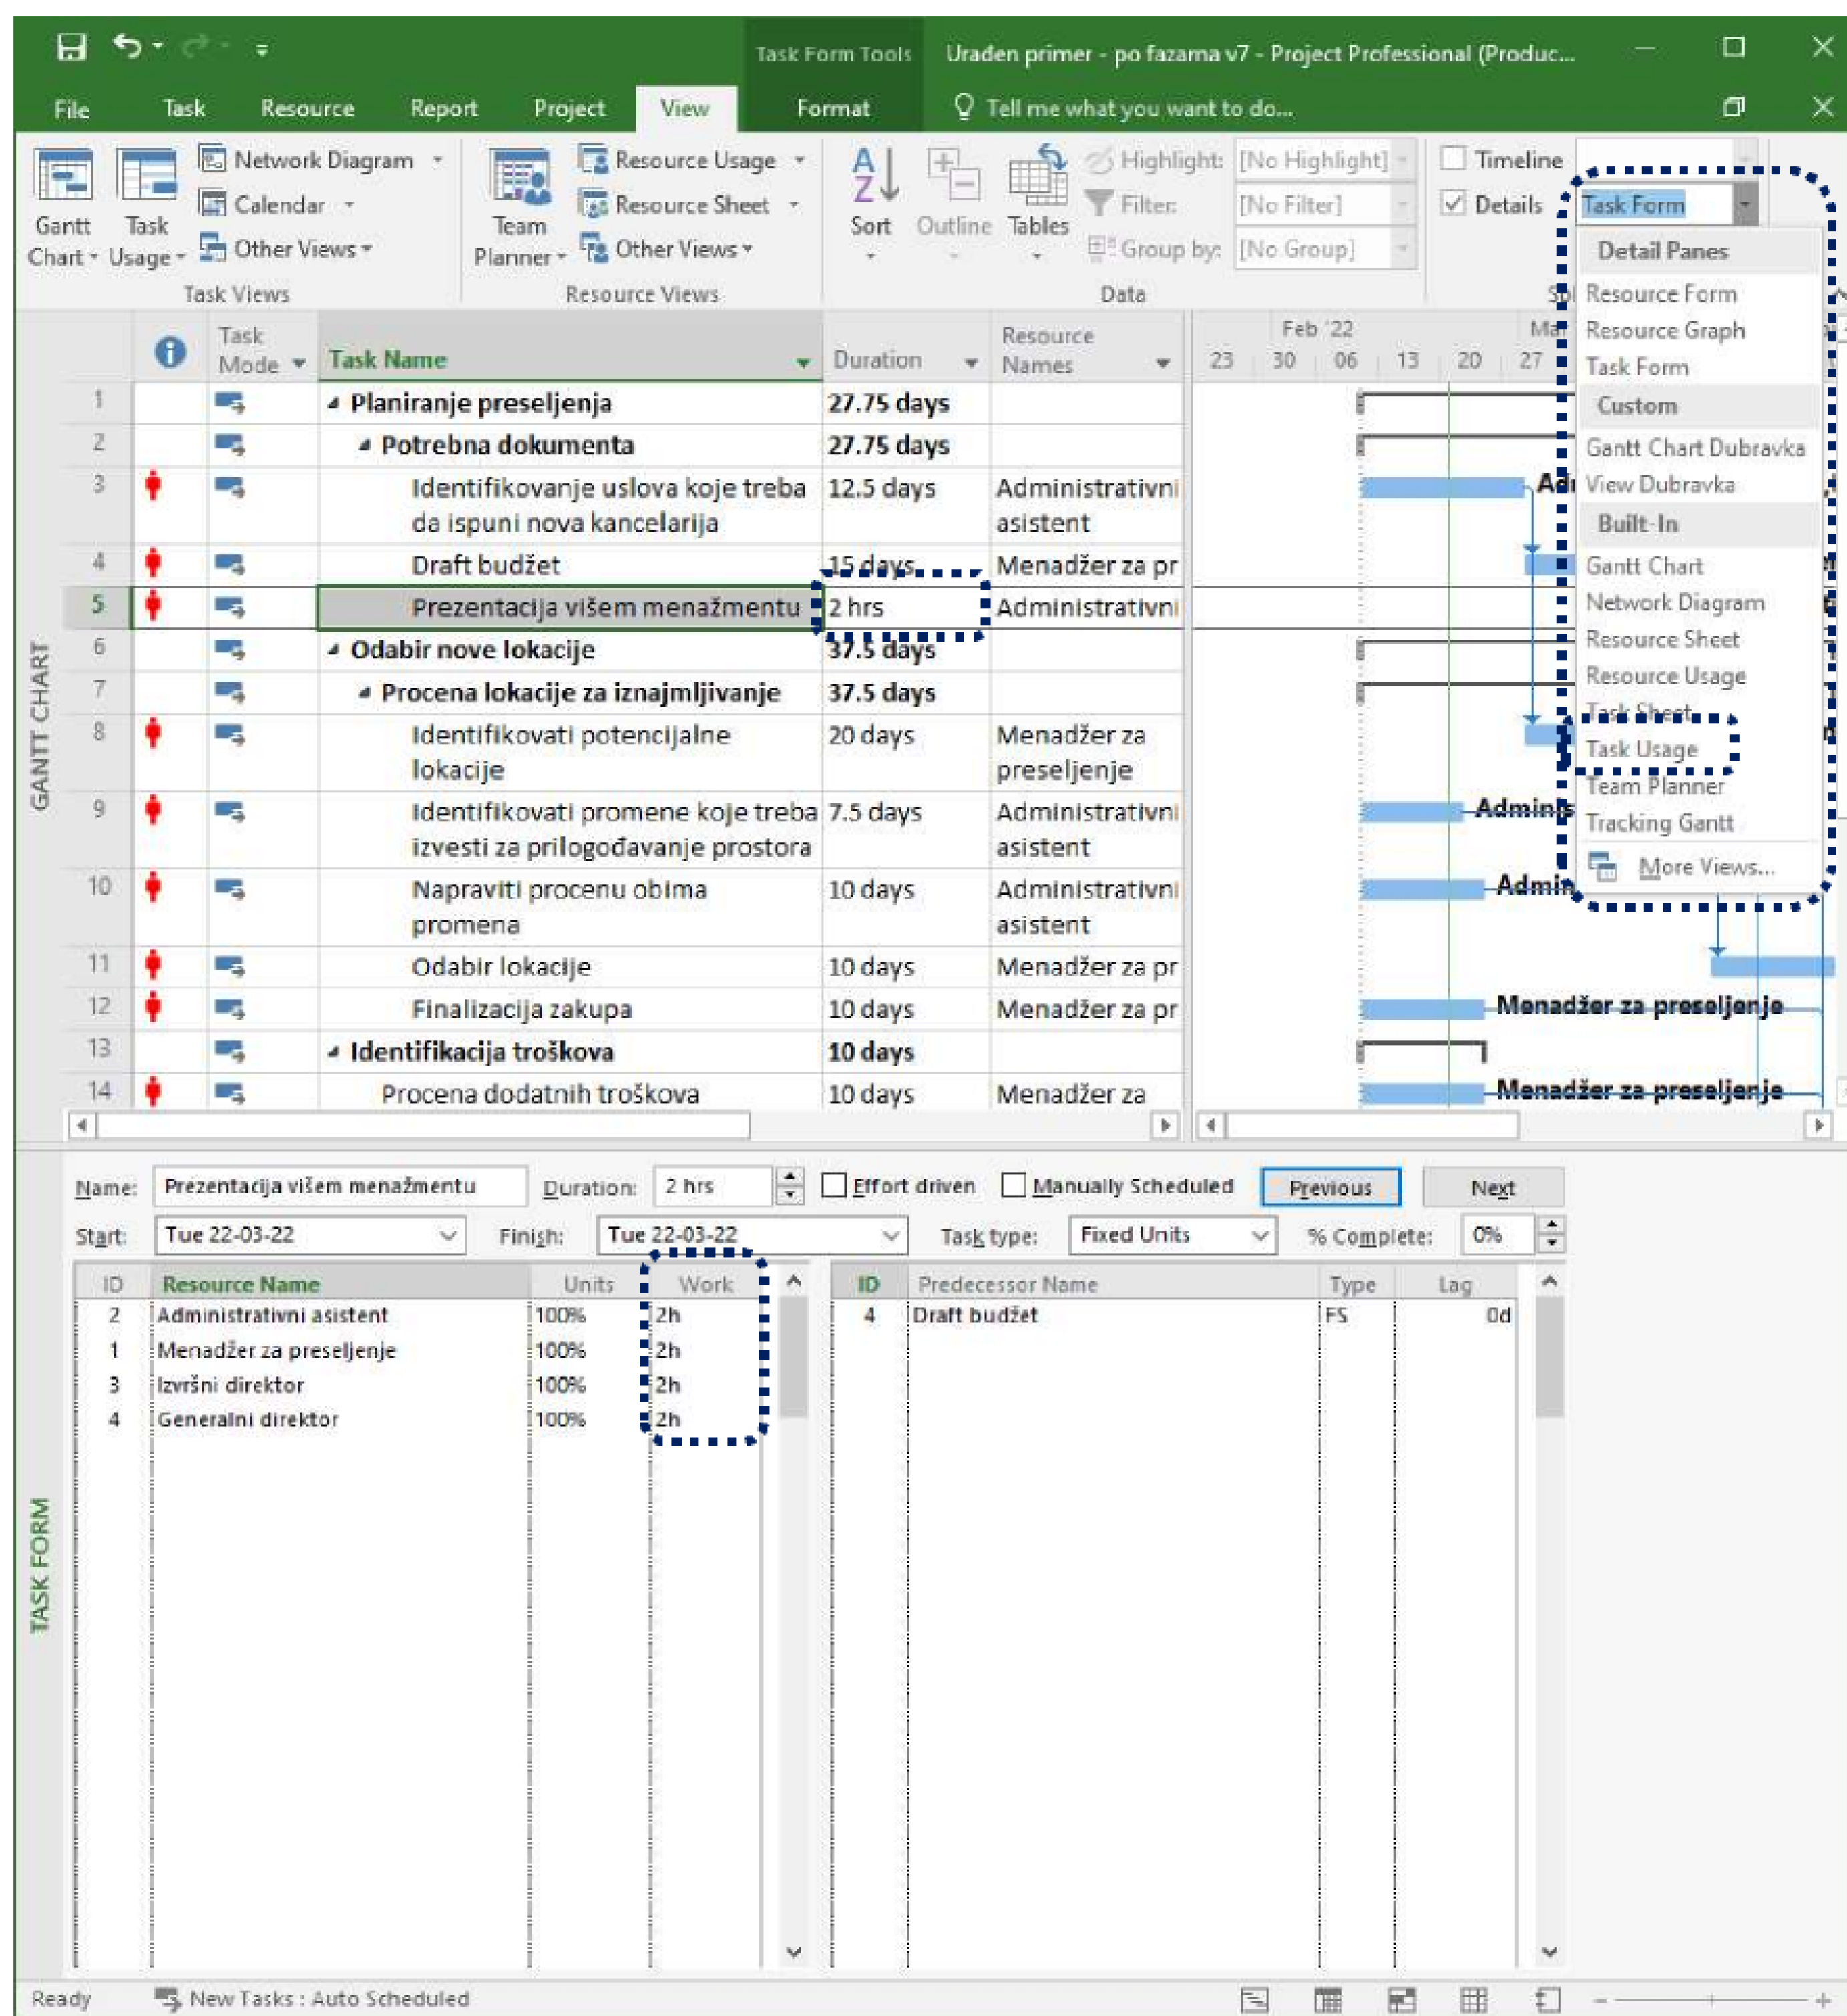 Task Form Tools Urađen primer - po fazama v7 - Project Professional (Produc...
File Task Resource Report Project View Format Tell me what you want to do...
Gantt Chart
Task Usage
Network Diagram
Calendar
Other Views
Task Views
Team Planner
Resource Usage
Resource Sheet
Other Views
Resource Views
Sort
Outline
Tables
Highlight: [No Highlight]
Filter: [No Filter]
Group by: [No Group]
Data
Timeline
Details Task Form
Detail Panes
Resource Form
Resource Graph
Task Form
Custom
Gantt Chart Dubravka
View Dubravka
Built-In
Gantt Chart
Network Diagram
Resource Sheet
Resource Usage
Task Sheet
Task Usage
Team Planner
Tracking Gantt
More Views...
GANTT CHART
Task Mode Task Name Duration Resource Names
Feb '22
23 30 06 13 20 27
1 Planiranje preseljenja 27.75 days
2 Potrebna dokumenta 27.75 days
3 Identifikovanje uslova koje treba 12.5 days Administrativni
da ispuni nova kancelarija asistent
4 Draft budžet 15 days Menadžer za pr
5 Prezentacija višem menažmentu 2 hrs Administrativni
6 Odabir nove lokacije 37.5 days
7 Procena lokacije za iznajmljivanje 37.5 days
8 Identifikovati potencijalne 20 days Menadžer za
lokacije preseljenje
9 Identifikovati promene koje treba 7.5 days Administrativni
izvesti za prilogođavanje prostora asistent
10 Napraviti procenu obima 10 days Administrativni
promena asistent
11 Odabir lokacije 10 days Menadžer za pr
12 Finalizacija zakupa 10 days Menadžer za pr Menadžer za preseljenje
13 Identifikacija troškova 10 days
14 Procena dodatnih troškova 10 days Menadžer za Menadžer za preseljenje
TASK FORM
Name: Prezentacija višem menažmentu Duration: 2 hrs Effort driven Manually Scheduled Previous Next
Start: Tue 22-03-22 Finish: Tue 22-03-22 Task type: Fixed Units % Complete: 0%
ID Resource Name Units Work ID Predecessor Name Type Lag
2 Administrativni asistent 100% 2h 4 Draft budžet FS 0d
1 Menadžer za preseljenje 100% 2h
3 Izvršni direktor 100% 2h
4 Generalni direktor 100% 2h
Ready New Tasks : Auto Scheduled